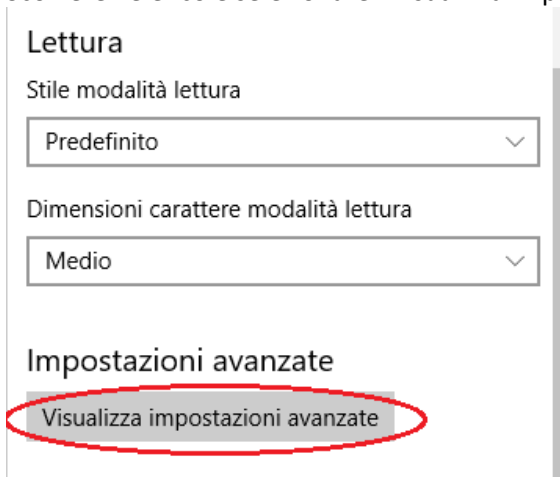 Lettura
Stile modalità lettura
Predefinito
Dimensioni carattere modalità lettura
Medio
Impostazioni avanzate
Visualizza impostazioni avanzate